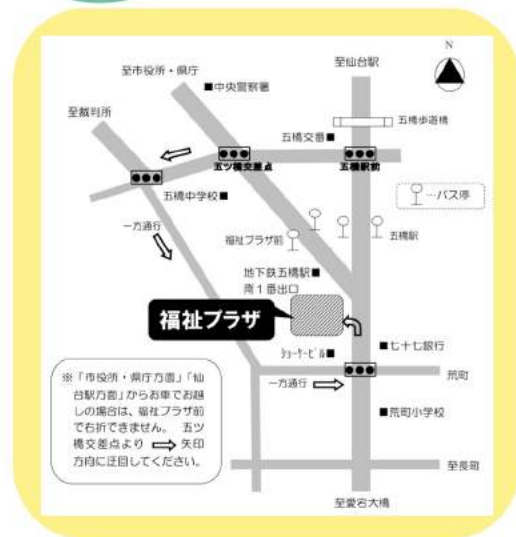 N
至仙台駅
至市役所・県庁
■中央警察署
至裁判所
五橋歩道橋
五橋交番■
五ツ橋交差点
五橋駅前
五橋中学校■
…バス停
一方通行
福祉プラザ前
五橋駅
地下鉄五橋駅■
南1番出口
福祉プラザ
ｼｮｰｹｰﾋﾞﾙ■
■七十七銀行
一方通行
荒町
■荒町小学校
※「市役所・県庁方面」「仙
台駅方面」からお車でお越
しの場合は、福祉プラザ前
で右折できません。 五ツ
橋交差点より ⇨ 矢印
方向に迂回してください。
至長町
至愛宕大橋